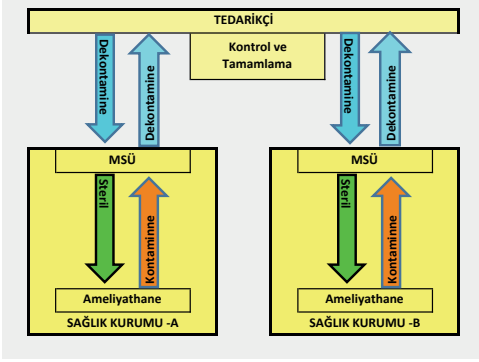 TEDARİKÇİ
Kontrol ve
Tamamlama
Dekontamine
Dekontamine
Dekontamine
Dekontamine
MSÜ
MSÜ
Steril
Kontaminne
Steril
Kontaminne
Ameliyathane
Ameliyathane
SAĞLIK KURUMU -A
SAĞLIK KURUMU -B